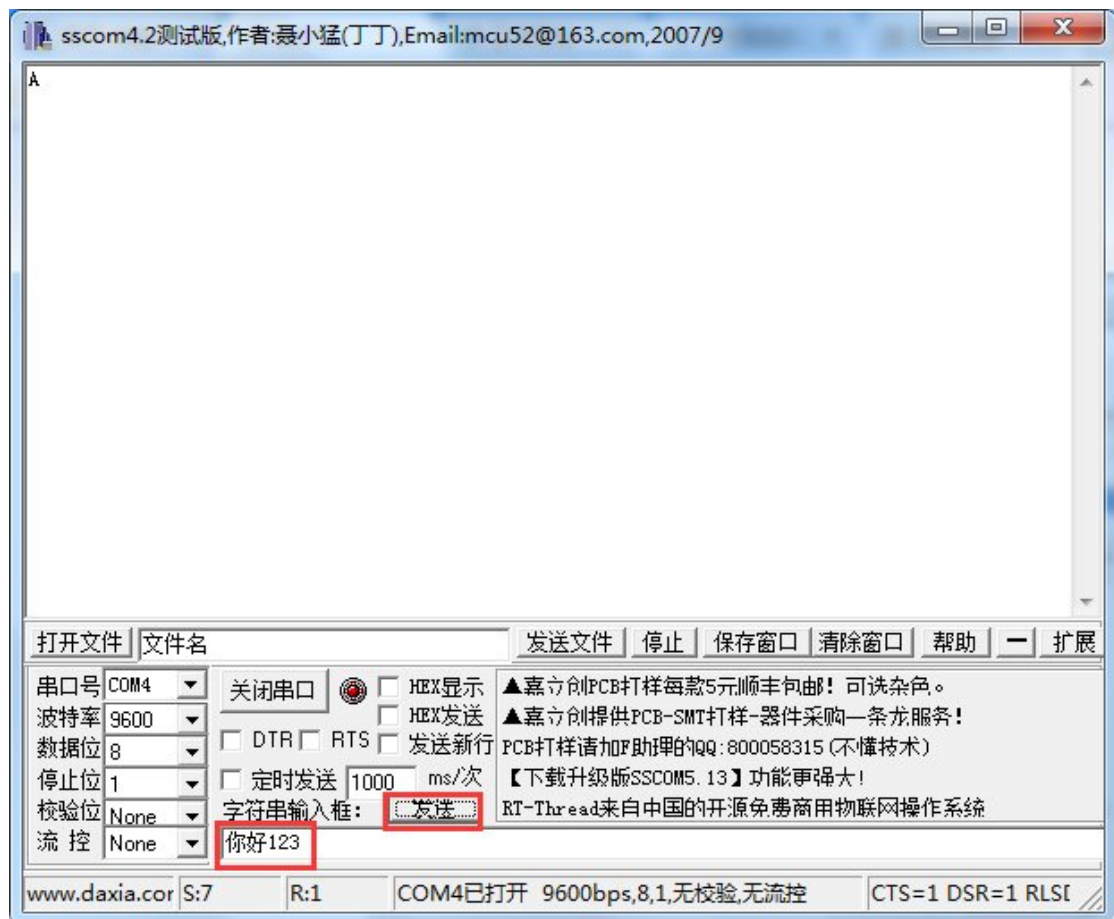 sscom4.2测试版,作者:聂小猛(丁丁),Email:mcu52@163.com,2007/9
A
打开文件 文件名 发送文件 停止 保存窗口 清除窗口 帮助 一 扩展
串口号 COM4 关闭串口 HEX显示 ▲嘉立创PCB打样每款5元顺丰包邮！可选杂色。
波特率 9600 HEX发送 ▲嘉立创提供PCB-SMT打样-器件采购—条龙服务！
数据位 8 DTR RTS 发送新行 PCB打样请加F助理的QQ:800058315(不懂技术)
停止位 1 定时发送 1000 ms/次 【下载升级版SSCOM5.13】功能更强大!
校验位 None 字符串输入框: 发送 RT-Thread来自中国的开源免费商用物联网操作系统
流 控 None 你好123
www.daxia.cor S:7 R:1 COM4已打开 9600bps,8,1,无校验,无流控 CTS=1 DSR=1 RLSI